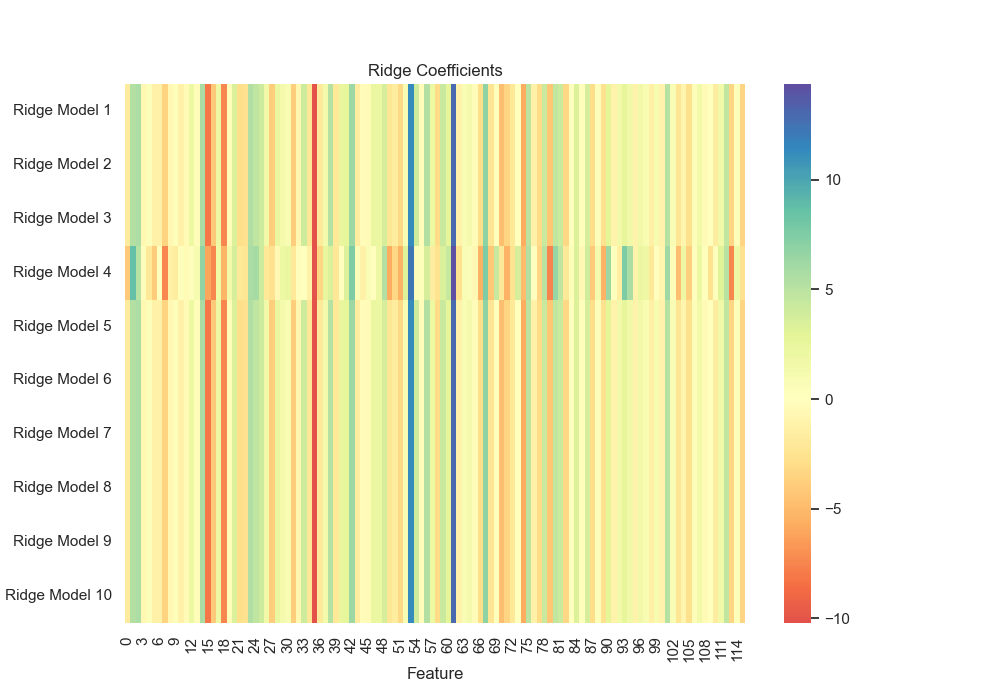 Ridge Coefficients
Ridge Model 1
Ridge Model 2
Ridge Model 3
Ridge Model 4
Ridge Model 5
Ridge Model 6
Ridge Model 7
Ridge Model 8
Ridge Model 9
Ridge Model 10
0 3 6 9 12 15 18 21 24 27 30 33 36 39 42 45 48 51 54 57 60 63 66 69 72 75 78 81 84 87 90 93 96 99 102 105 108 111 114
Feature
10
5
0
−5
−10